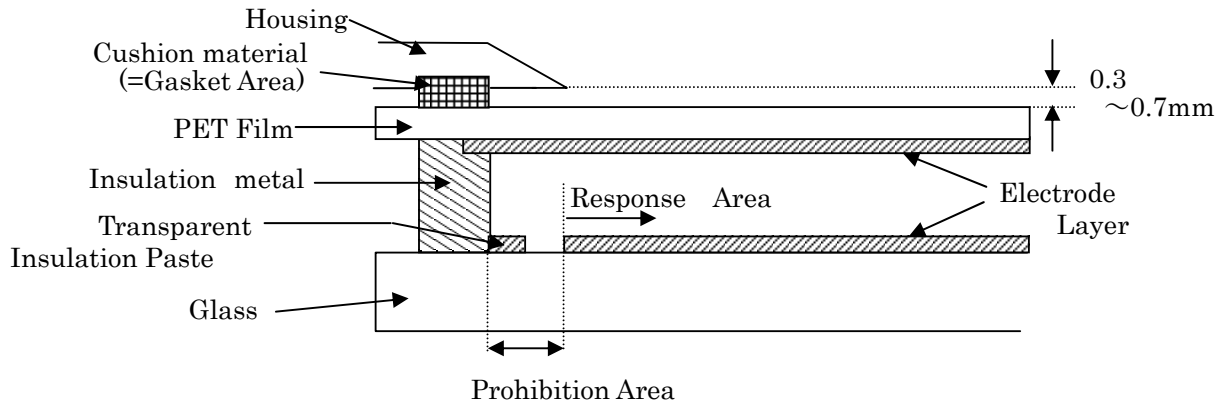 Housing
Cushion material
(=Gasket Area)
0.3
～0.7mm
PET Film
Insulation metal
Response Area
Electrode
Layer
Transparent
Insulation Paste
Glass
Prohibition Area